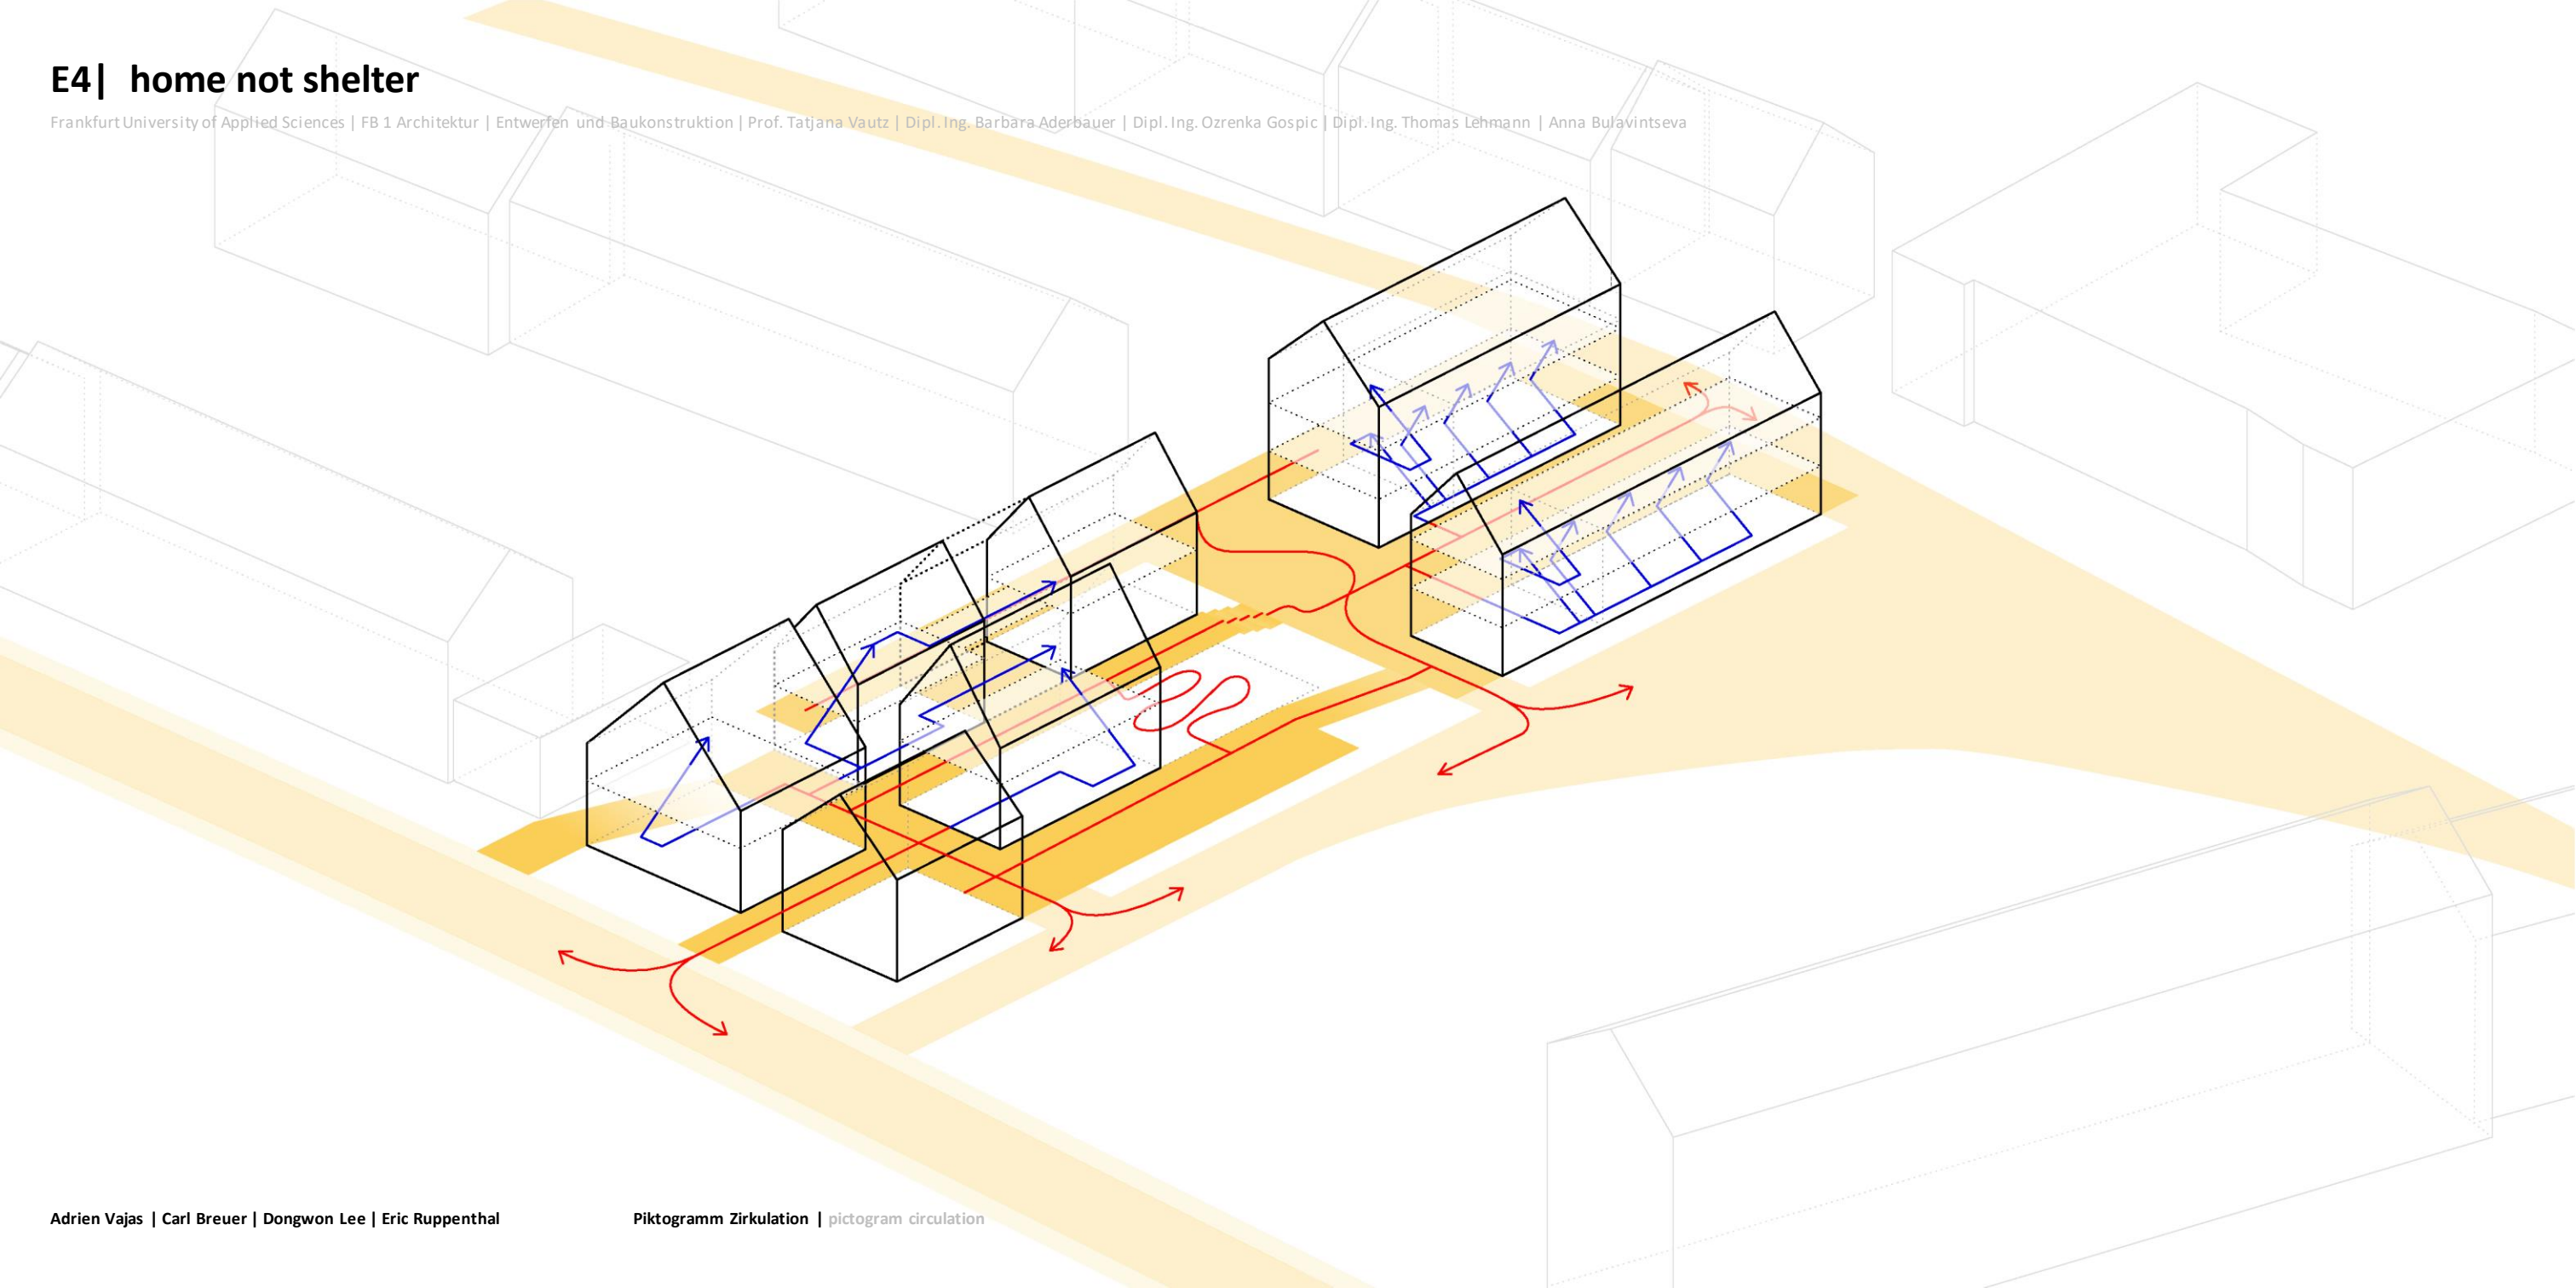 E4| home not shelter
Frankfurt University of Applied Sciences | FB 1 Architektur | Entwerfen und Baukonstruktion | Prof. Tatjana Vautz | Dipl. Ing. Barbara Aderbauer | Dipl. Ing. Ozrenka Gospic | Dipl. Ing. Thomas Lehmann | Anna Bulavintseva
Adrien Vajas | Carl Breuer | Dongwon Lee | Eric Ruppenthal
Piktogramm Zirkulation | pictogram circulation